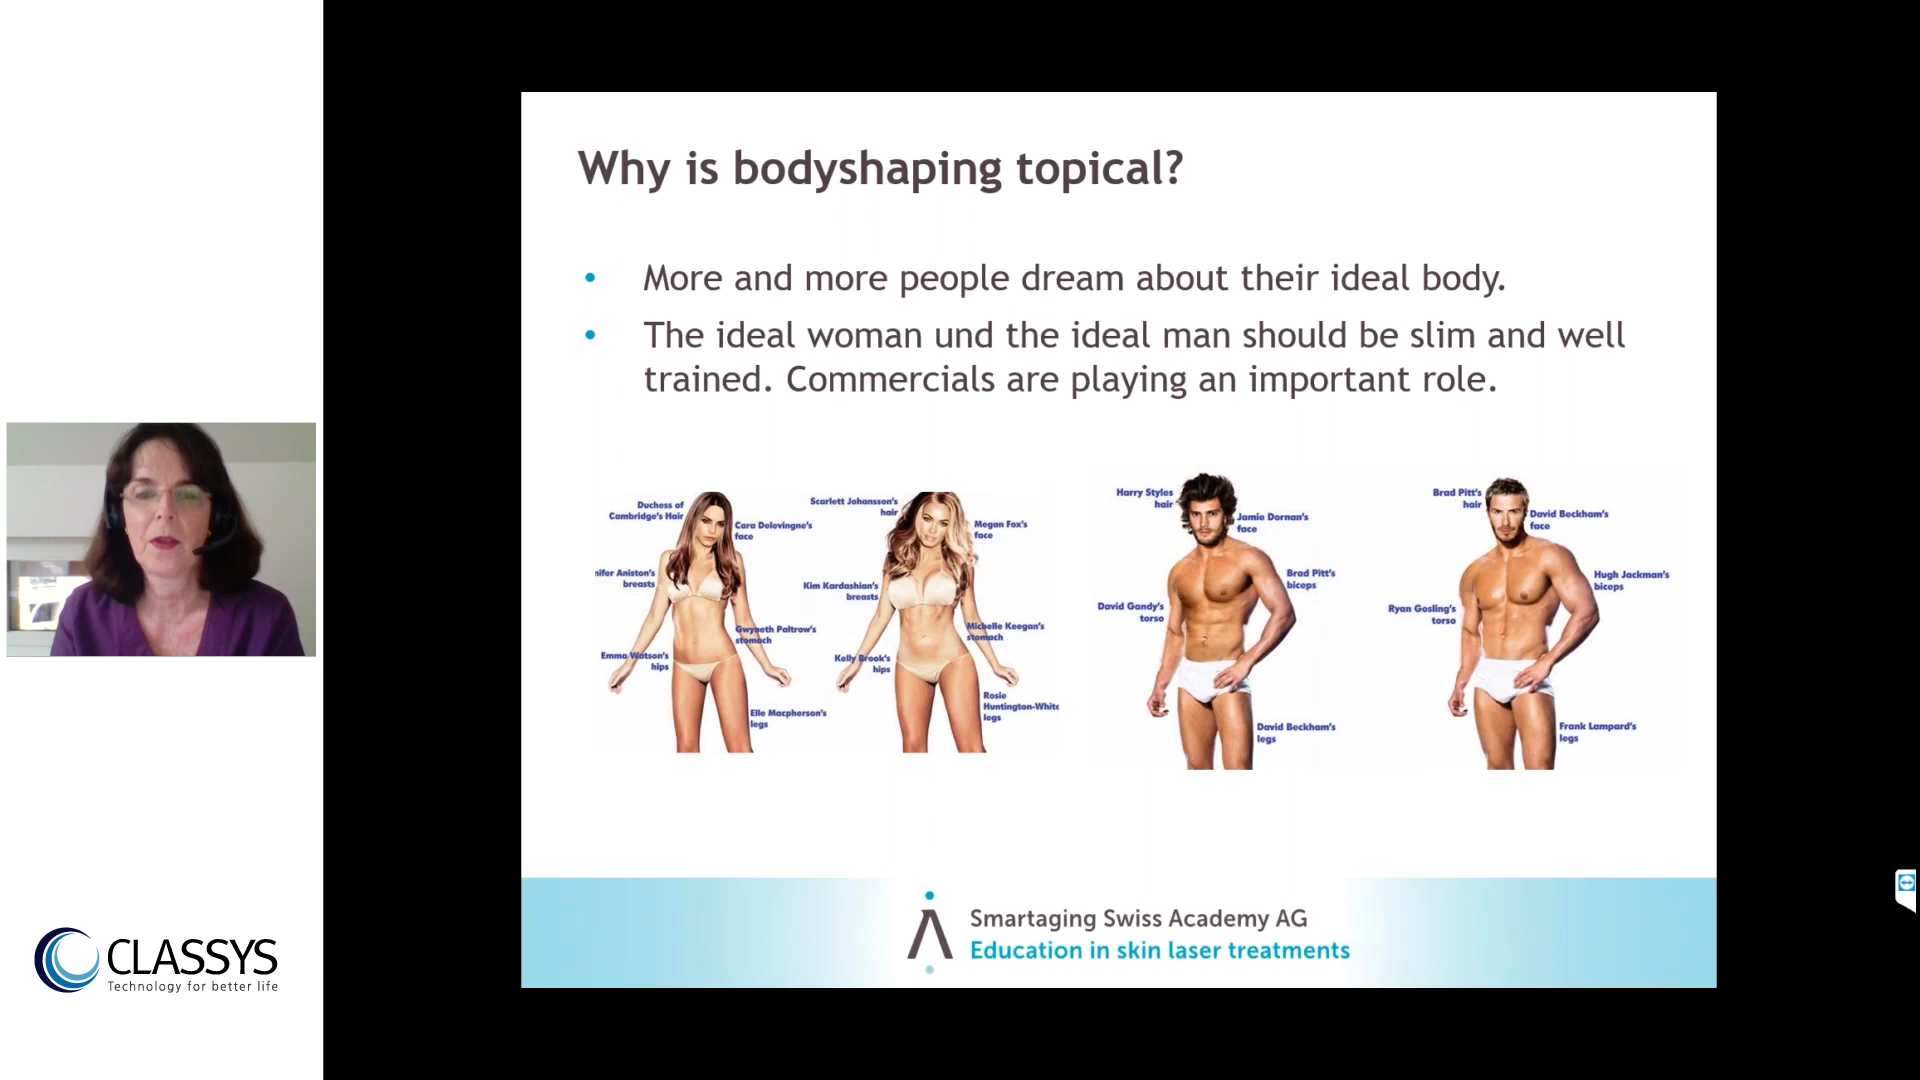 Why is bodyshaping topical?
• More and more people dream about their ideal body.
• The ideal woman und the ideal man should be slim and well
trained. Commercials are playing an important role.
Duchess of
Cambridge's Hair
Cara Delevingne's
face
nifer Aniston's
breasts
Gwyneth Paltrow's
stomach
Emma Watson's
hips
Elle Macpherson's
legs
Scarlett Johansson's
hair
Megan Fox's
face
Kim Kardashian's
breasts
Michelle Keegan's
stomach
Kelly Brook's
hips
Rosie
Huntington-White
legs
Harry Styles
hair
Jamie Dornan's
face
Brad Pitt's
biceps
David Gandy's
torso
David Beckham's
legs
Brad Pitt's
hair
David Beckham's
face
Hugh Jackman's
biceps
Ryan Gosling's
torso
Frank Lampard's
legs
Smartaging Swiss Academy AG
Education in skin laser treatments
CLASSYS
Technology for better life